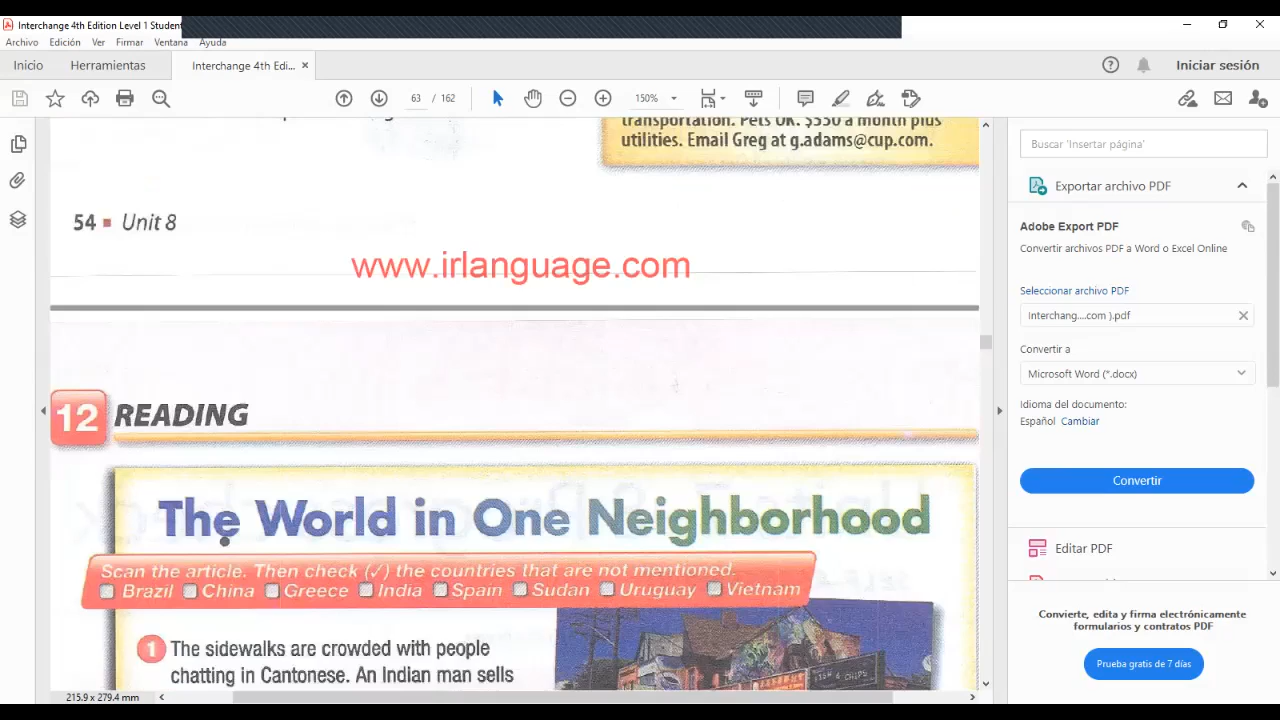 Interchange 4th Edition Level 1 Student
Archivo Edición Ver Firmar Ventana Ayuda
Inicio Herramientas Interchange 4th Edi... × Iniciar sesión
63 / 162 150%
transportation. Pets OK. $550 a month plus
utilities. Email Greg at g.adams@cup.com.
54 ▪ Unit 8
www.irlanguage.com
12 READING
The World in One Neighborhood
Scan the article. Then check (✓) the countries that are not mentioned.
Brazil China Greece India Spain Sudan Uruguay Vietnam
1 The sidewalks are crowded with people
chatting in Cantonese. An Indian man sells
FISH & CHIPS
215.9 x 279.4 mm
Buscar 'Insertar página'
Exportar archivo PDF
Adobe Export PDF
Convertir archivos PDF a Word o Excel Online
Seleccionar archivo PDF
Interchang....com ).pdf
Convertir a
Microsoft Word (*.docx)
Idioma del documento:
Español Cambiar
Convertir
Editar PDF
Convierte, edita y firma electrónicamente
formularios y contratos PDF
Prueba gratis de 7 días